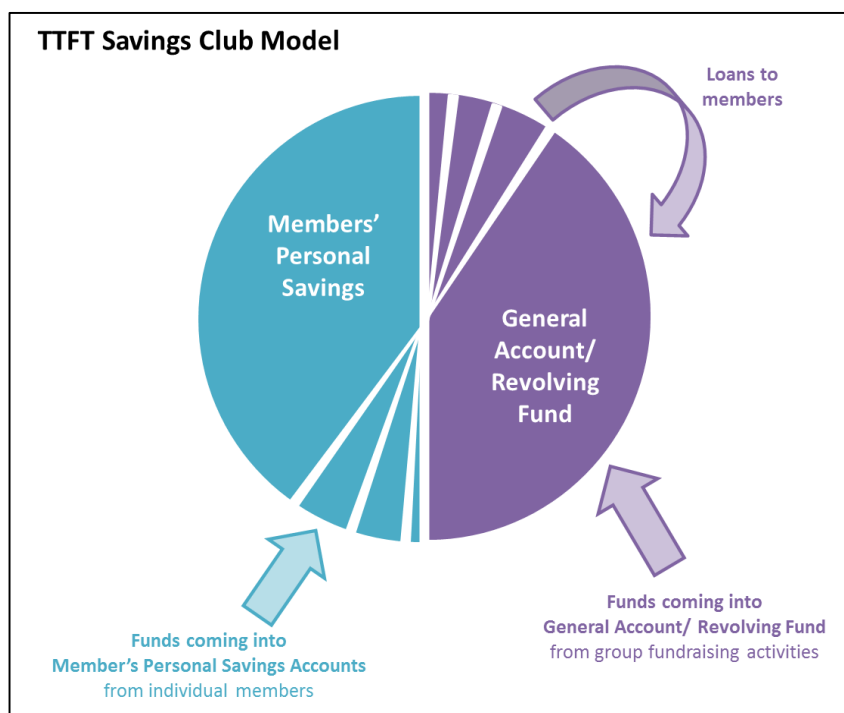 TTFT Savings Club Model
Loans to
members
Members’
Personal
Savings
General
Account/
Revolving
Fund
Funds coming into
Member’s Personal Savings Accounts
from individual members
Funds coming into
General Account/ Revolving Fund
from group fundraising activities